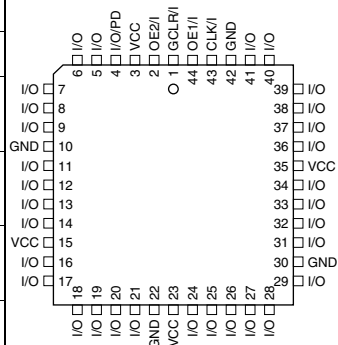 I/O
I/O
I/O/PD
VCC
OE2/I
GCLR/I
OE1/I
CLK/I
GND
I/O
I/O
6
5
4
3
2
1
44
43
42
41
40
I/O 7
I/O 8
I/O 9
GND 10
I/O 11
I/O 12
I/O 13
I/O 14
VCC 15
I/O 16
I/O 17
39 I/O
38 I/O
37 I/O
36 I/O
35 VCC
34 I/O
33 I/O
32 I/O
31 I/O
30 GND
29 I/O
18
19
20
21
22
23
24
25
26
27
28
I/O
I/O
I/O
I/O
GND
VCC
I/O
I/O
I/O
I/O
I/O